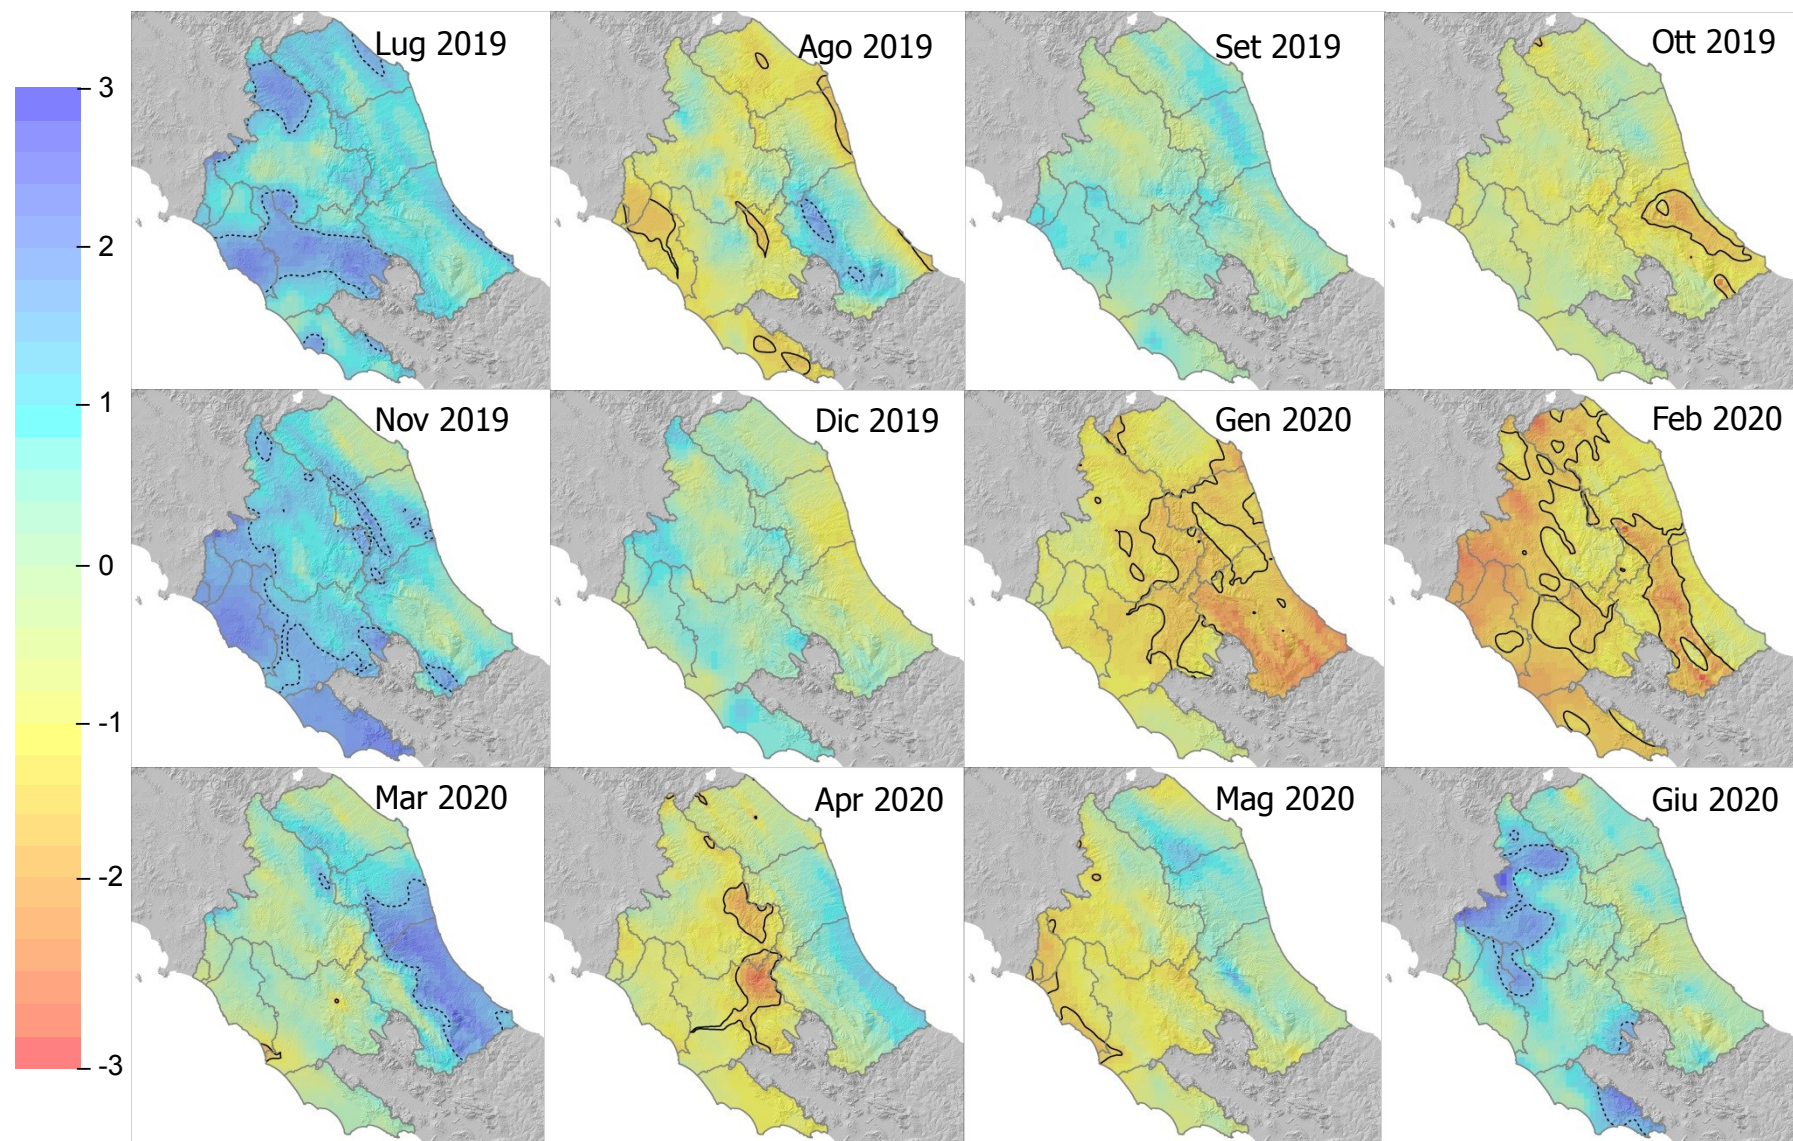 Lug 2019
Ago 2019
Set 2019
Ott 2019
3
2
1
0
-1
-2
-3
Nov 2019
Dic 2019
Gen 2020
Feb 2020
Mar 2020
Apr 2020
Mag 2020
Giu 2020